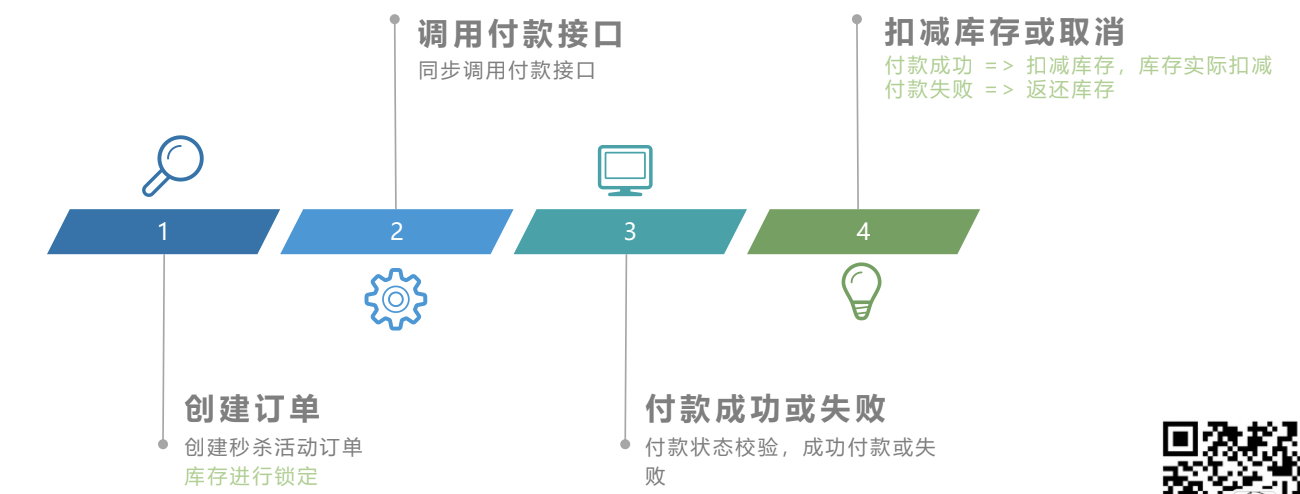 调用付款接口
同步调用付款接口
扣减库存或取消
付款成功 => 扣减库存，库存实际扣减
付款失败 => 返还库存
1
2
3
4
创建订单
创建秒杀活动订单
库存进行锁定
付款成功或失败
付款状态校验，成功付款或失
败